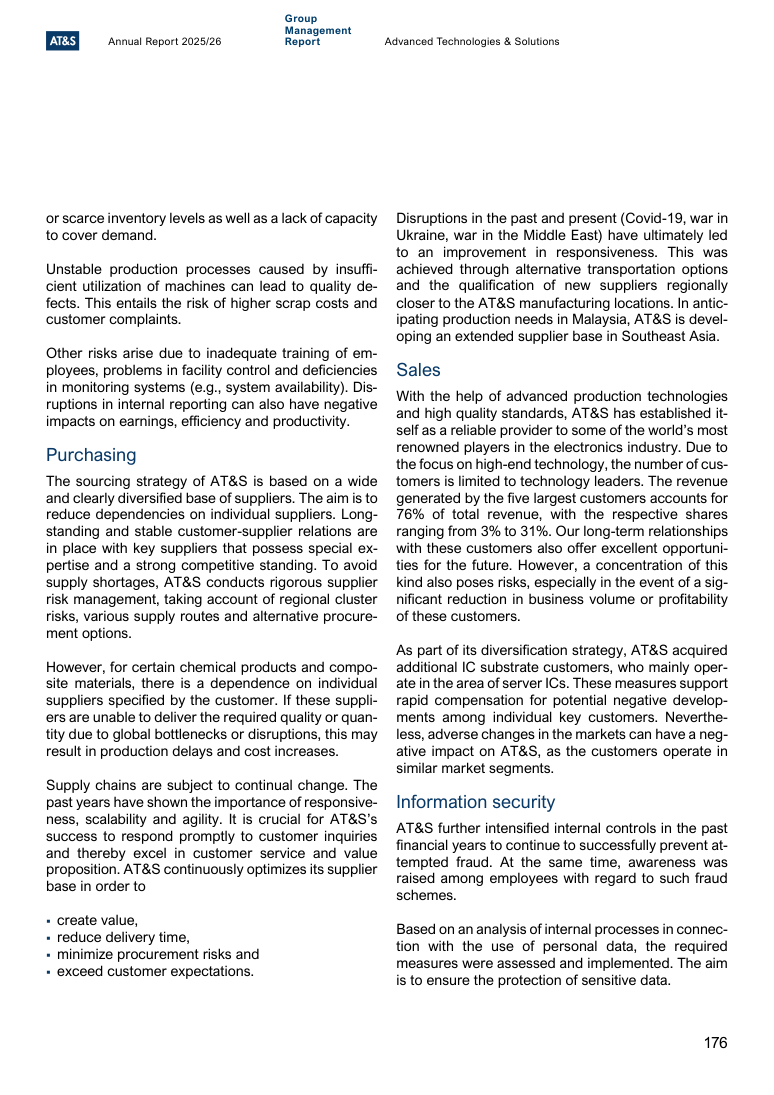 AT&S
Annual Report 2025/26
Group
Management
Report
Advanced Technologies & Solutions
or scarce inventory levels as well as a lack of capacity
to cover demand.
Unstable production processes caused by insuffi-
cient utilization of machines can lead to quality de-
fects. This entails the risk of higher scrap costs and
customer complaints.
Other risks arise due to inadequate training of em-
ployees, problems in facility control and deficiencies
in monitoring systems (e.g., system availability). Dis-
ruptions in internal reporting can also have negative
impacts on earnings, efficiency and productivity.
Purchasing
The sourcing strategy of AT&S is based on a wide
and clearly diversified base of suppliers. The aim is to
reduce dependencies on individual suppliers. Long-
standing and stable customer-supplier relations are
in place with key suppliers that possess special ex-
pertise and a strong competitive standing. To avoid
supply shortages, AT&S conducts rigorous supplier
risk management, taking account of regional cluster
risks, various supply routes and alternative procure-
ment options.
However, for certain chemical products and compo-
site materials, there is a dependence on individual
suppliers specified by the customer. If these suppli-
ers are unable to deliver the required quality or quan-
tity due to global bottlenecks or disruptions, this may
result in production delays and cost increases.
Supply chains are subject to continual change. The
past years have shown the importance of responsive-
ness, scalability and agility. It is crucial for AT&S's
success to respond promptly to customer inquiries
and thereby excel in customer service and value
proposition. AT&S continuously optimizes its supplier
base in order to
▪ create value,
▪ reduce delivery time,
▪ minimize procurement risks and
▪ exceed customer expectations.
Disruptions in the past and present (Covid-19, war in
Ukraine, war in the Middle East) have ultimately led
to an improvement in responsiveness. This was
achieved through alternative transportation options
and the qualification of new suppliers regionally
closer to the AT&S manufacturing locations. In antic-
ipating production needs in Malaysia, AT&S is devel-
oping an extended supplier base in Southeast Asia.
Sales
With the help of advanced production technologies
and high quality standards, AT&S has established it-
self as a reliable provider to some of the world's most
renowned players in the electronics industry. Due to
the focus on high-end technology, the number of cus-
tomers is limited to technology leaders. The revenue
generated by the five largest customers accounts for
76% of total revenue, with the respective shares
ranging from 3% to 31%. Our long-term relationships
with these customers also offer excellent opportuni-
ties for the future. However, a concentration of this
kind also poses risks, especially in the event of a sig-
nificant reduction in business volume or profitability
of these customers.
As part of its diversification strategy, AT&S acquired
additional IC substrate customers, who mainly oper-
ate in the area of server ICs. These measures support
rapid compensation for potential negative develop-
ments among individual key customers. Neverthe-
less, adverse changes in the markets can have a neg-
ative impact on AT&S, as the customers operate in
similar market segments.
Information security
AT&S further intensified internal controls in the past
financial years to continue to successfully prevent at-
tempted fraud. At the same time, awareness was
raised among employees with regard to such fraud
schemes.
Based on an analysis of internal processes in connec-
tion with the use of personal data, the required
measures were assessed and implemented. The aim
is to ensure the protection of sensitive data.
176